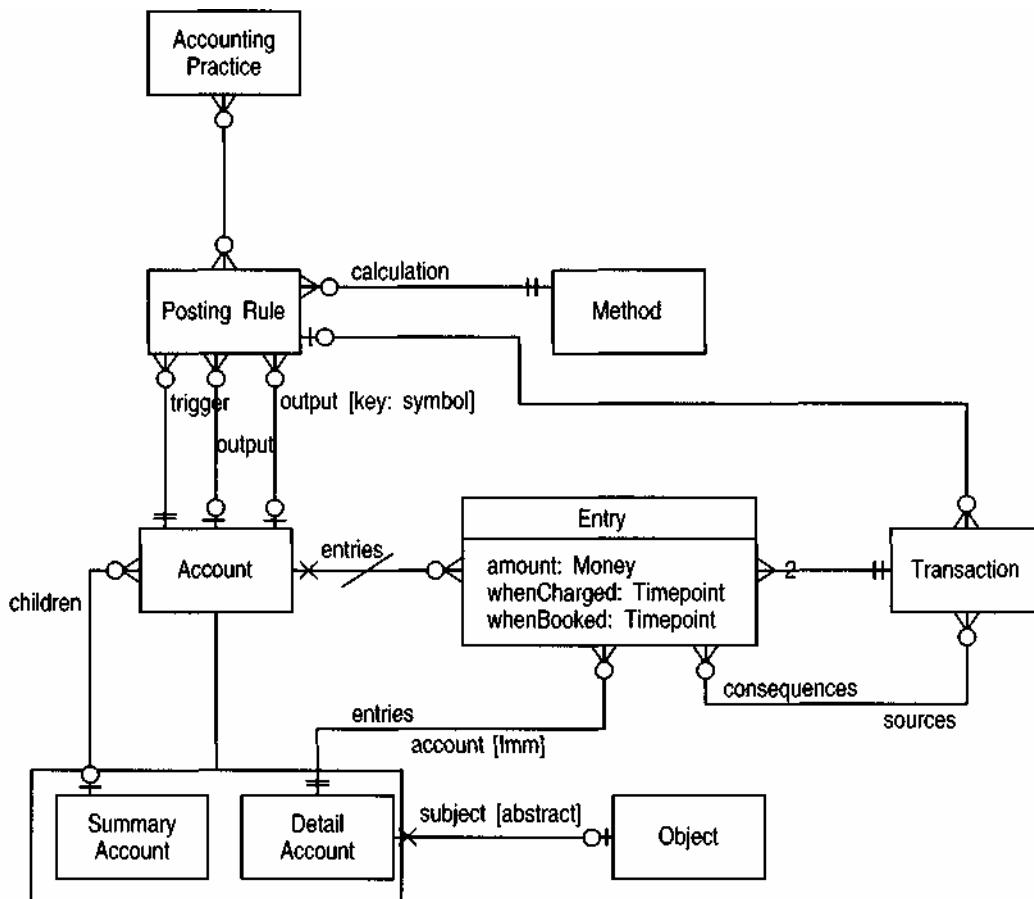 Accounting
Practice
calculation
Posting Rule
Method
trigger
output [key: symbol]
output
Entry
entries
Account
amount: Money
whenCharged: Timepoint
whenBooked: Timepoint
2
Transaction
children
consequences
sources
entries
account [Imm]
Summary
Account
Detail
Account
subject [abstract]
Object